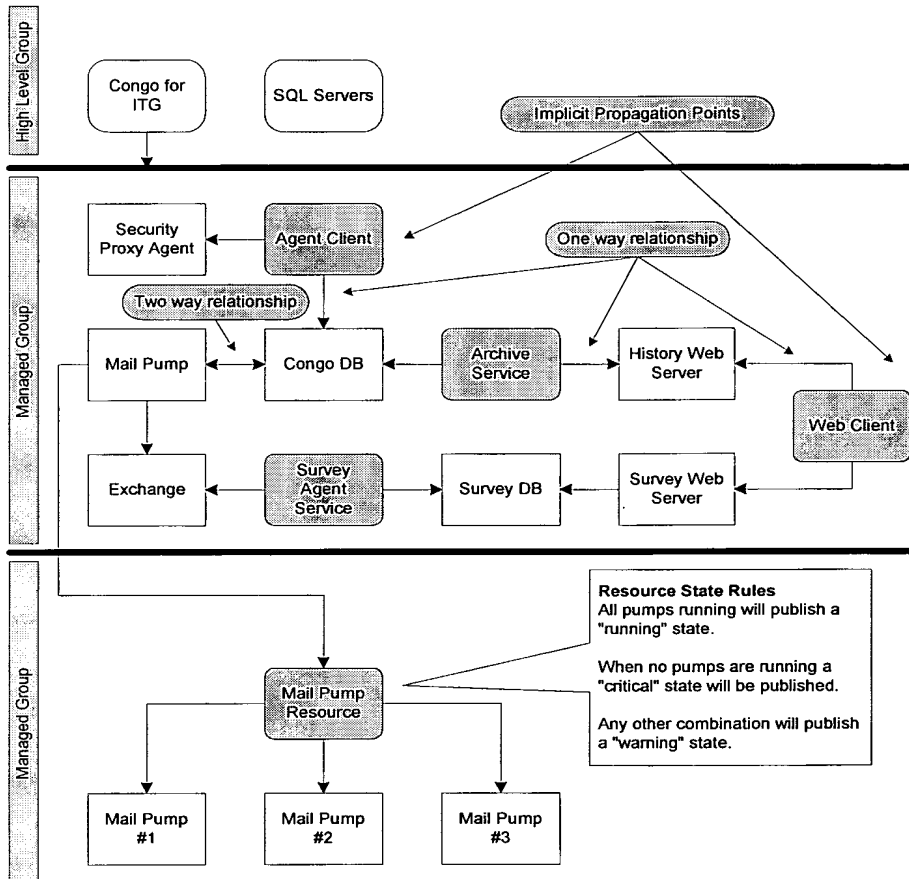 High Level Group
Congo for
ITG
SQL Servers
Implicit Propagation Points
Managed Group
Security
Proxy Agent
Agent Client
One way relationship
Two way relationship
Mail Pump
Congo DB
Archive
Service
History Web
Server
Web Client
Exchange
Survey
Agent
Service
Survey DB
Survey Web
Server
Managed Group
Resource State Rules
All pumps running will publish a
"running" state.
When no pumps are running a
"critical" state will be published.
Any other combination will publish
a "warning" state.
Mail Pump
Resource
Mail Pump
#1
Mail Pump
#2
Mail Pump
#3